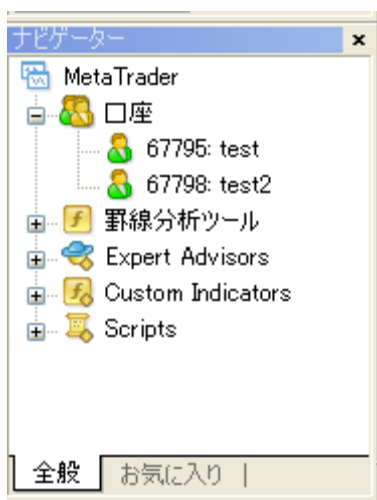 ナビゲーター
MetaTrader
口座
67795: test
67798: test2
罫線分析ツール
Expert Advisors
Custom Indicators
Scripts
全般
お気に入り